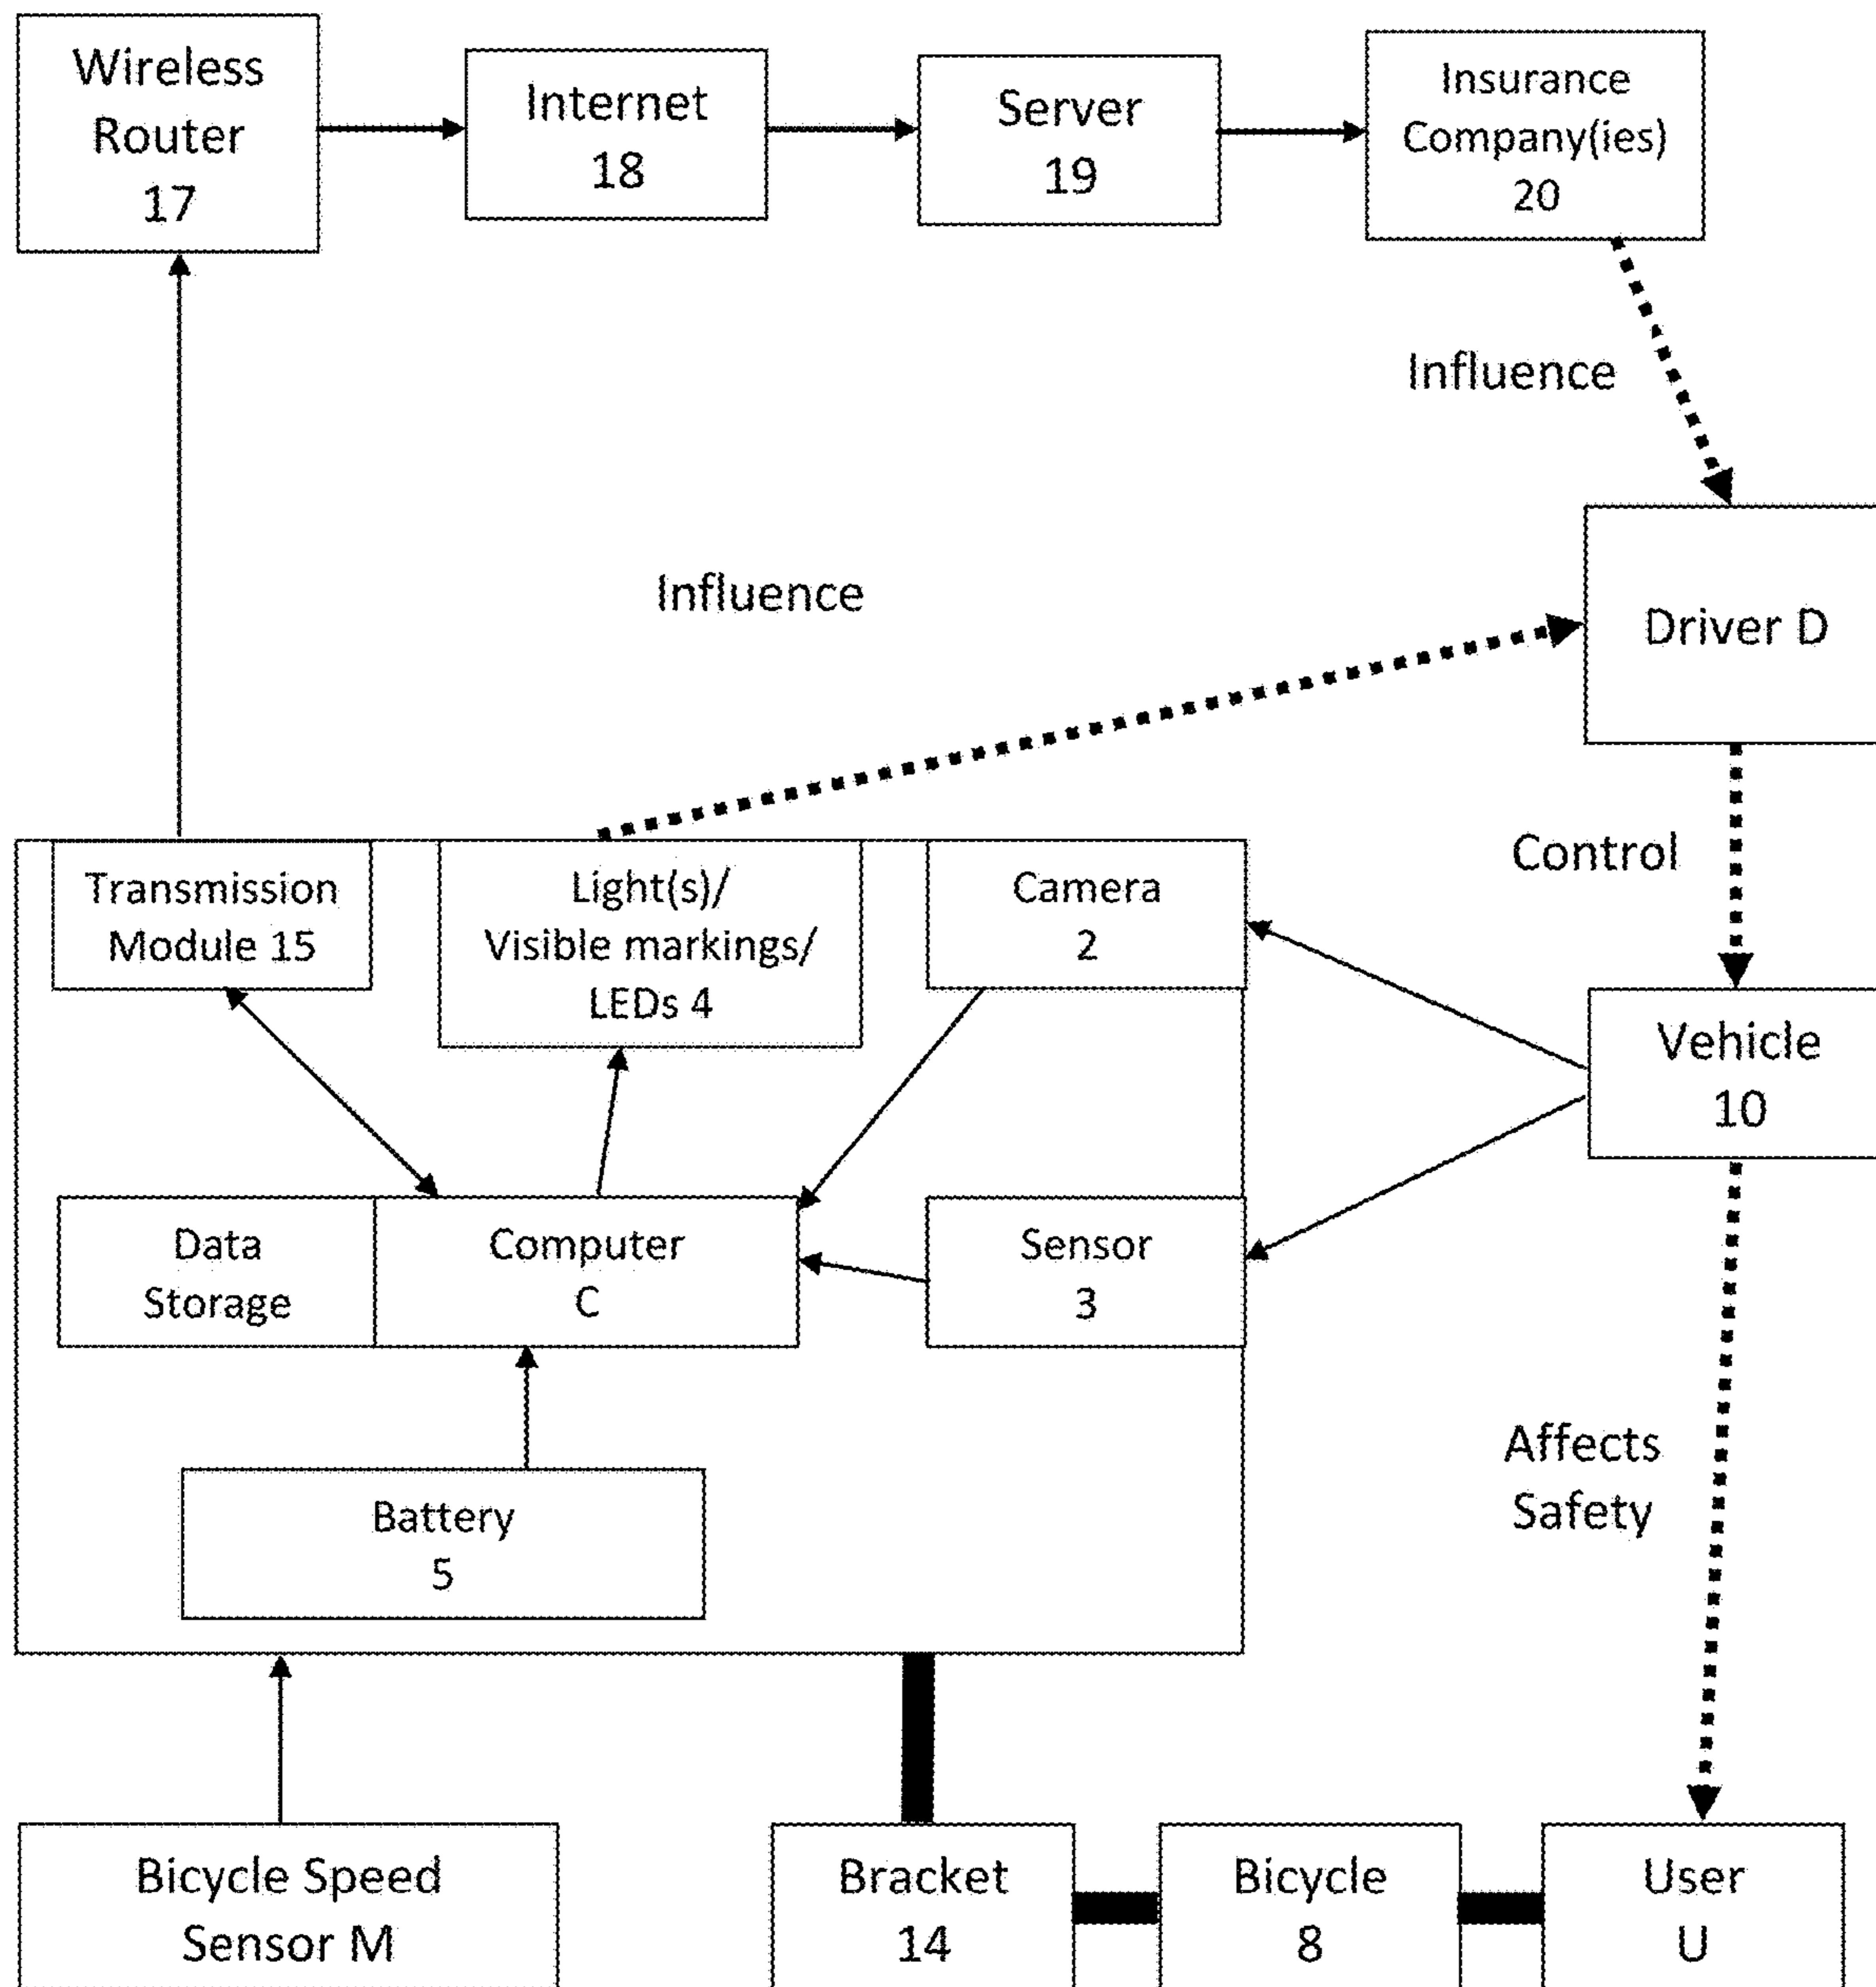 Wireless
Router
17
Internet
18
Server
19
Insurance
Company(ies)
20
Influence
Influence
Driver D
Control
Transmission
Module 15
Light(s)/
Visible markings/
LEDs 4
Camera
2
Vehicle
10
Data
Storage
Computer
C
Sensor
3
Battery
5
Affects
Safety
Bicycle Speed
Sensor M
Bracket
14
Bicycle
8
User
U